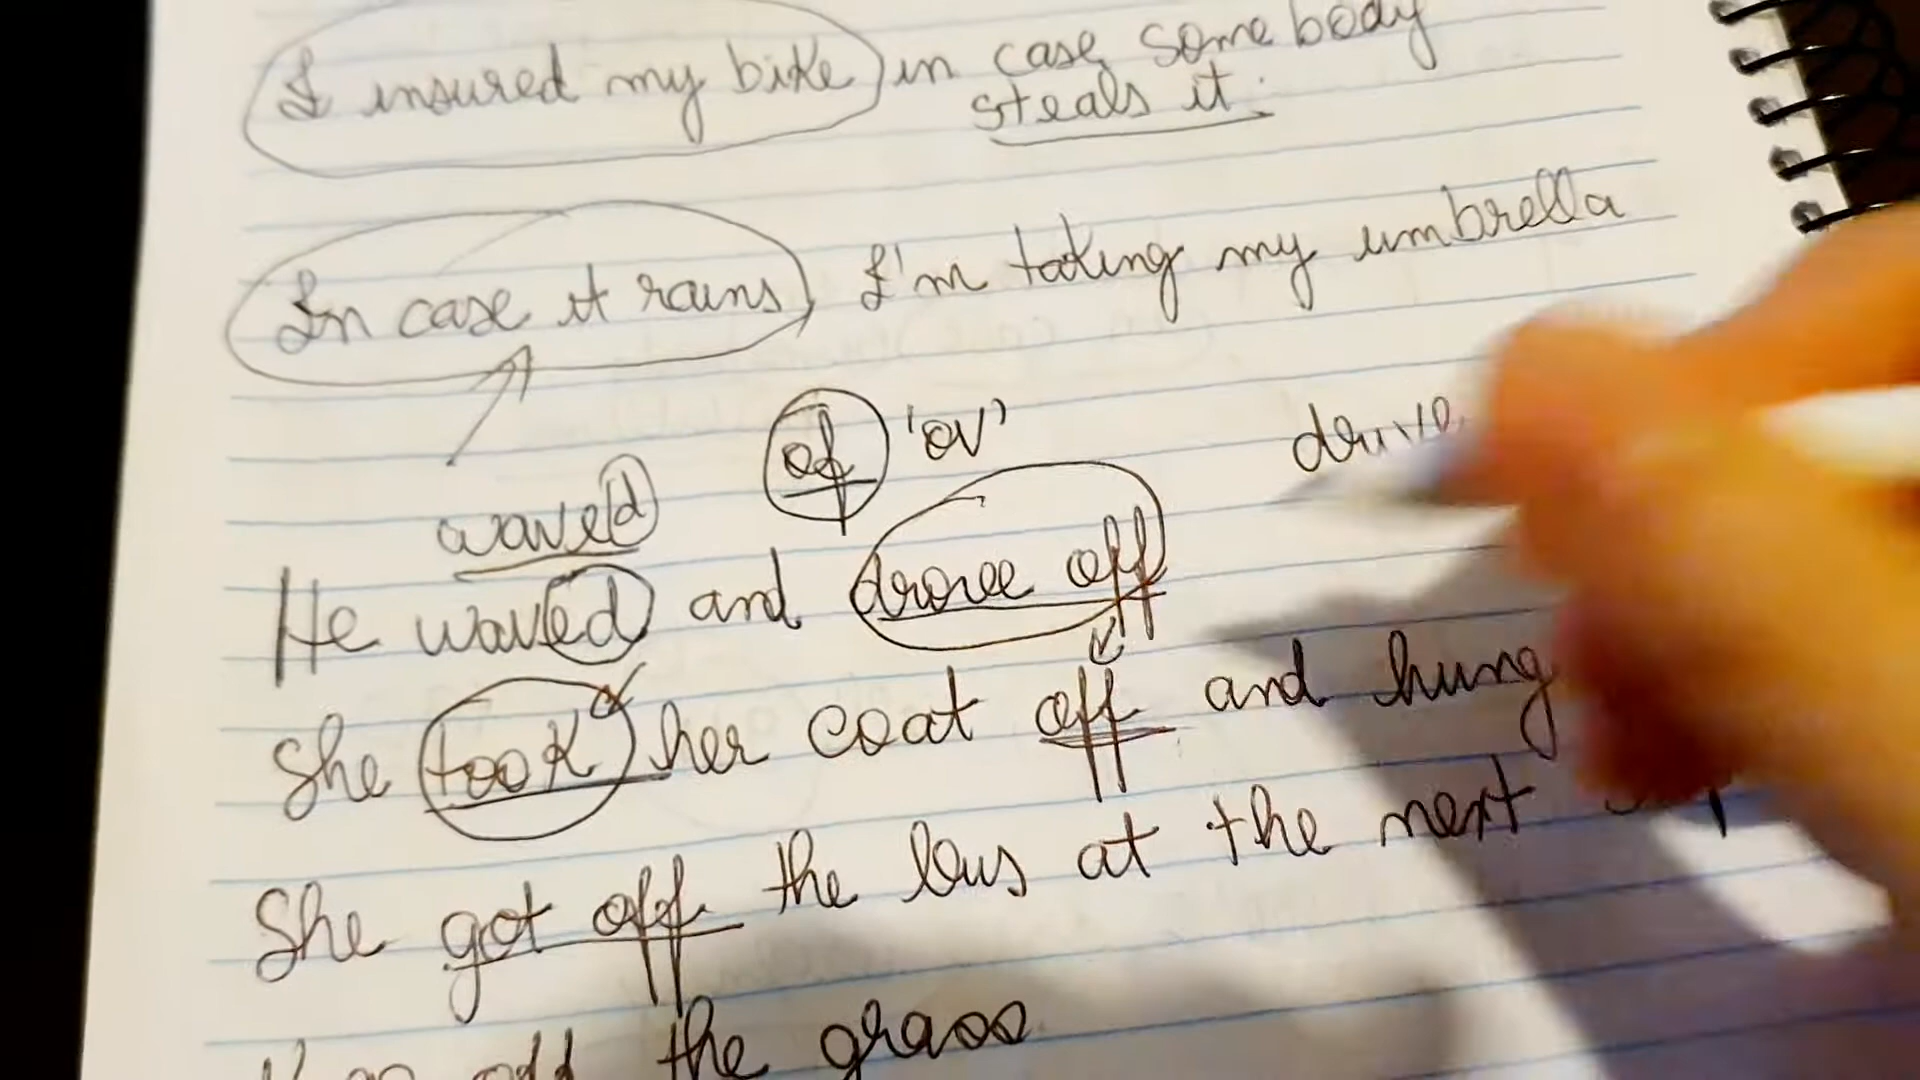 I insured my bike in case somebody
steals it.
In case it rains, I'm taking my umbrella
of 'ov' drive
waved
He waved and drove off
She took her coat off and hung
She got off the bus at the next
off the grass